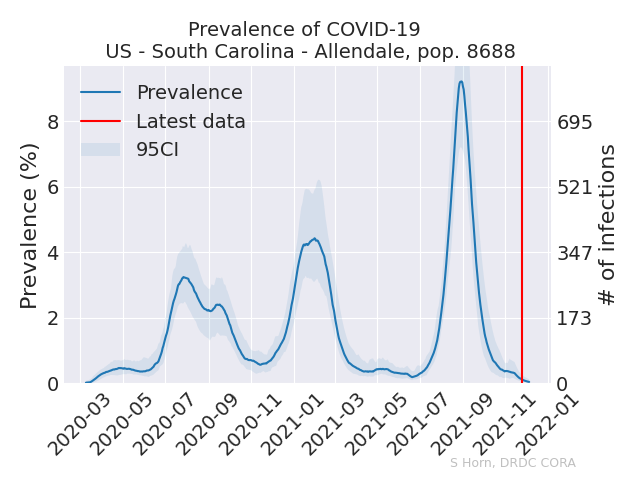 Prevalence of COVID-19
US - South Carolina - Allendale, pop. 8688
Prevalence
Latest data
95CI
Prevalence (%)
8
6
4
2
0
695
521
347
173
0
# of infections
2020-03
2020-05
2020-07
2020-09
2020-11
2021-01
2021-03
2021-05
2021-07
2021-09
2021-11
2022-01
S Horn, DRDC CORA